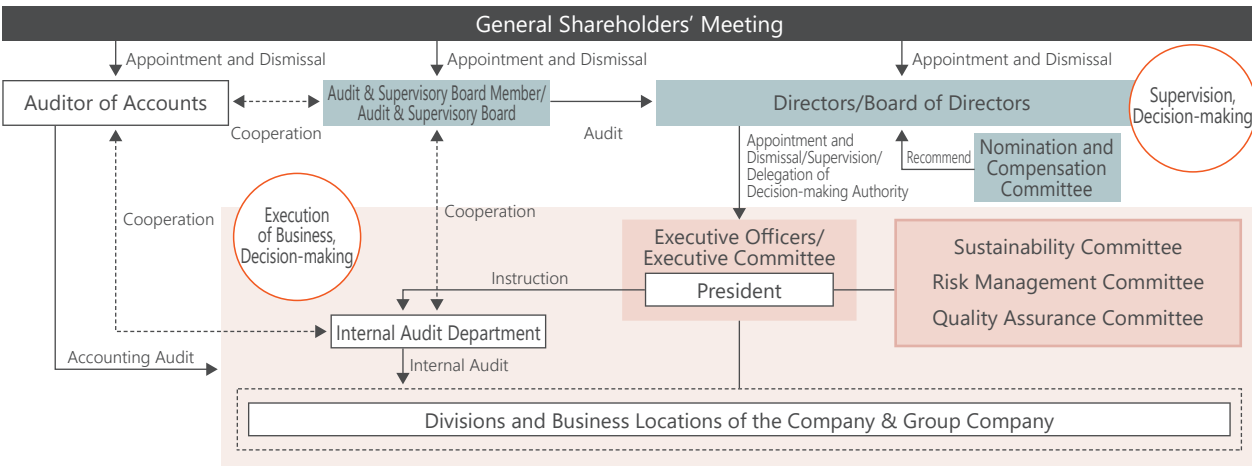 General Shareholders’ Meeting
Appointment and Dismissal
Appointment and Dismissal
Appointment and Dismissal
Auditor of Accounts
Cooperation
Audit & Supervisory Board Member/
Audit & Supervisory Board
Audit
Directors/Board of Directors
Supervision,
Decision-making
Appointment and
Dismissal/Supervision/
Delegation of
Decision-making Authority
Recommend
Nomination and
Compensation
Committee
Cooperation
Execution
of Business,
Decision-making
Cooperation
Executive Officers/
Executive Committee
President
Sustainability Committee
Risk Management Committee
Quality Assurance Committee
Instruction
Internal Audit Department
Accounting Audit
Internal Audit
Divisions and Business Locations of the Company & Group Company